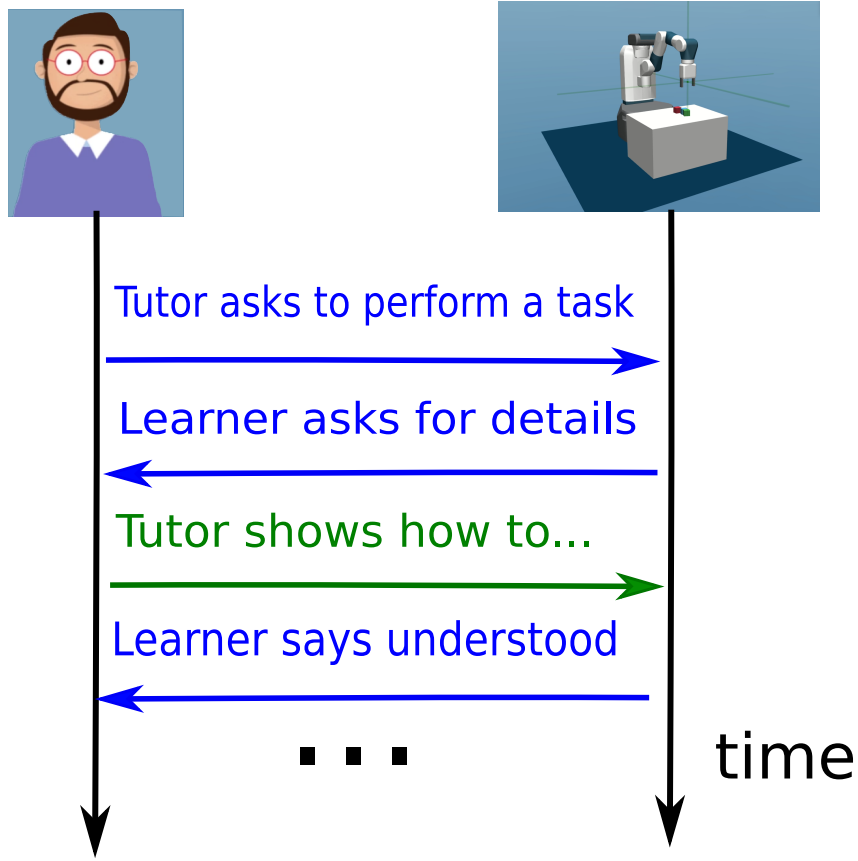 Tutor asks to perform a task
Learner asks for details
Tutor shows how to...
Learner says understood
...
time